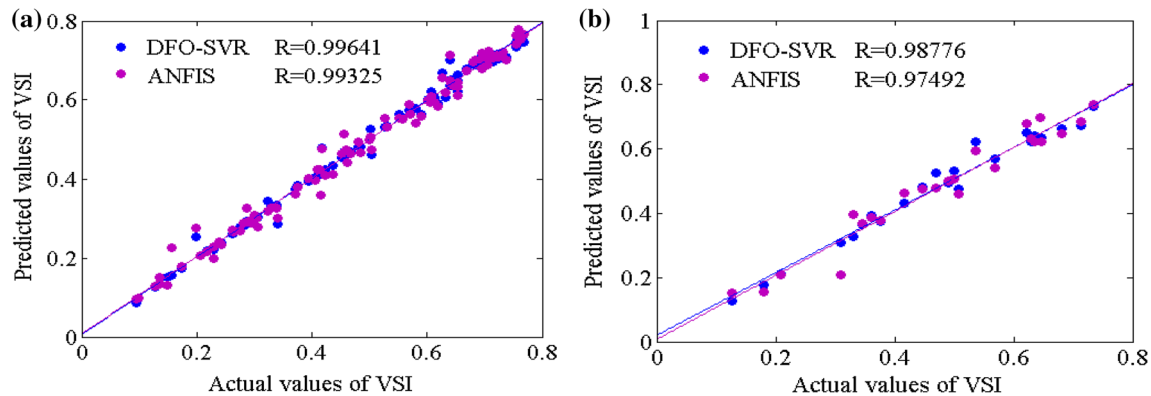 (a)
0.8
0.6
0.4
0.2
0
DFO-SVR R=0.99641
ANFIS R=0.99325
Predicted values of VSI
0 0.2 0.4 0.6 0.8
Actual values of VSI
(b)
1
0.8
0.6
0.4
0.2
0
DFO-SVR R=0.98776
ANFIS R=0.97492
Predicted values of VSI
0 0.2 0.4 0.6 0.8
Actual values of VSI